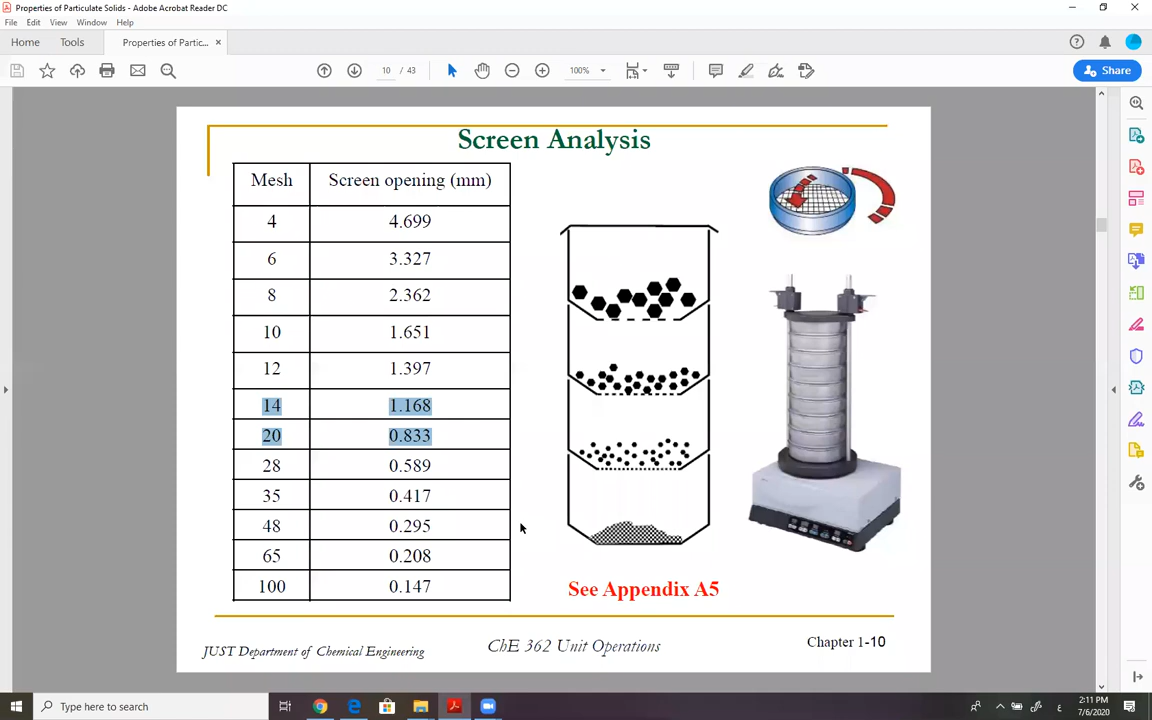 Properties of Particulate Solids - Adobe Acrobat Reader DC
File Edit View Window Help
Home Tools Properties of Partic... ×
10 / 43 100% Share
Screen Analysis
Mesh Screen opening (mm)
4 4.699
6 3.327
8 2.362
10 1.651
12 1.397
14 1.168
20 0.833
28 0.589
35 0.417
48 0.295
65 0.208
100 0.147
See Appendix A5
JUST Department of Chemical Engineering ChE 362 Unit Operations Chapter 1-10
Type here to search
ع 2:11 PM
7/6/2020